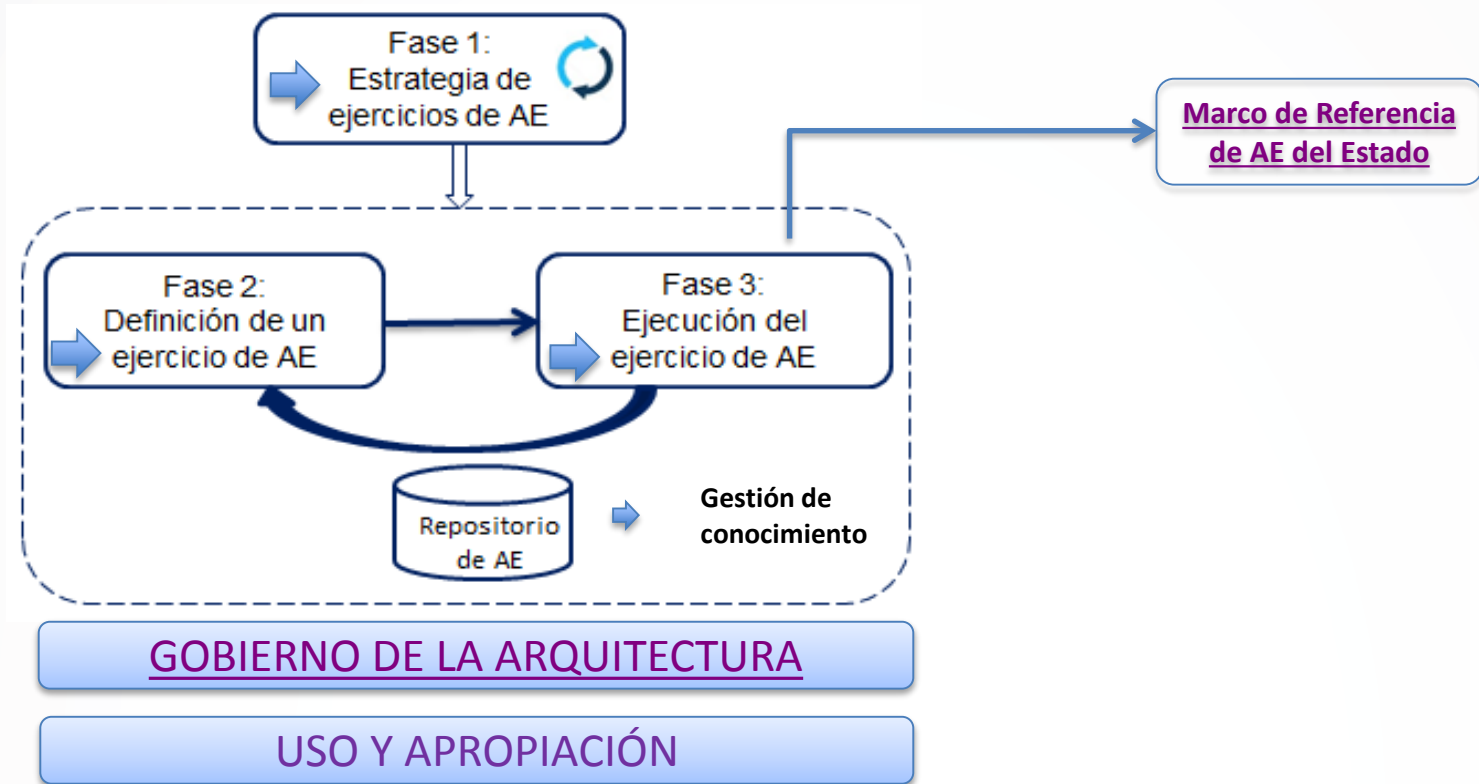 Fase 1:
Estrategia de
ejercicios de AE
Marco de Referencia
de AE del Estado
Fase 2:
Definición de un
ejercicio de AE
Fase 3:
Ejecución del
ejercicio de AE
Repositorio
de AE
Gestión de
conocimiento
GOBIERNO DE LA ARQUITECTURA
USO Y APROPIACIÓN